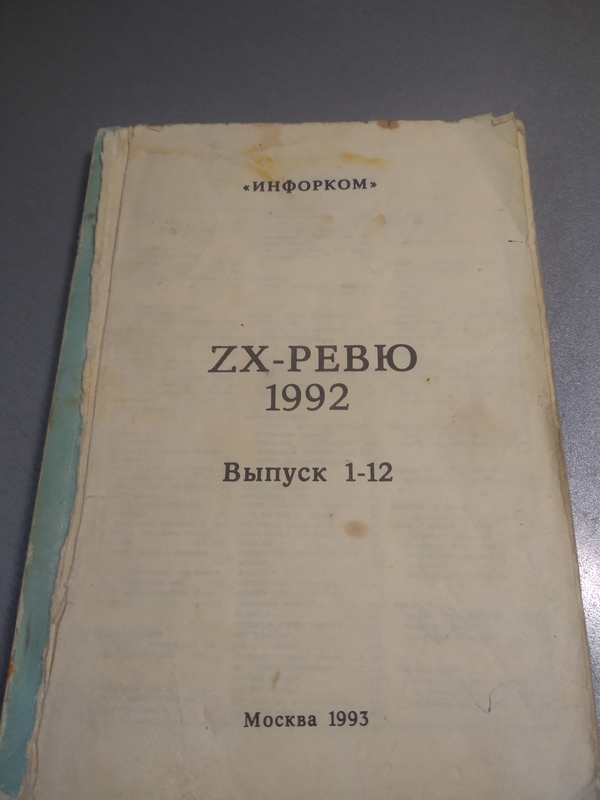 «ИНФОРКОМ»
ZX-РЕВЮ
1992
Выпуск 1-12
Москва 1993